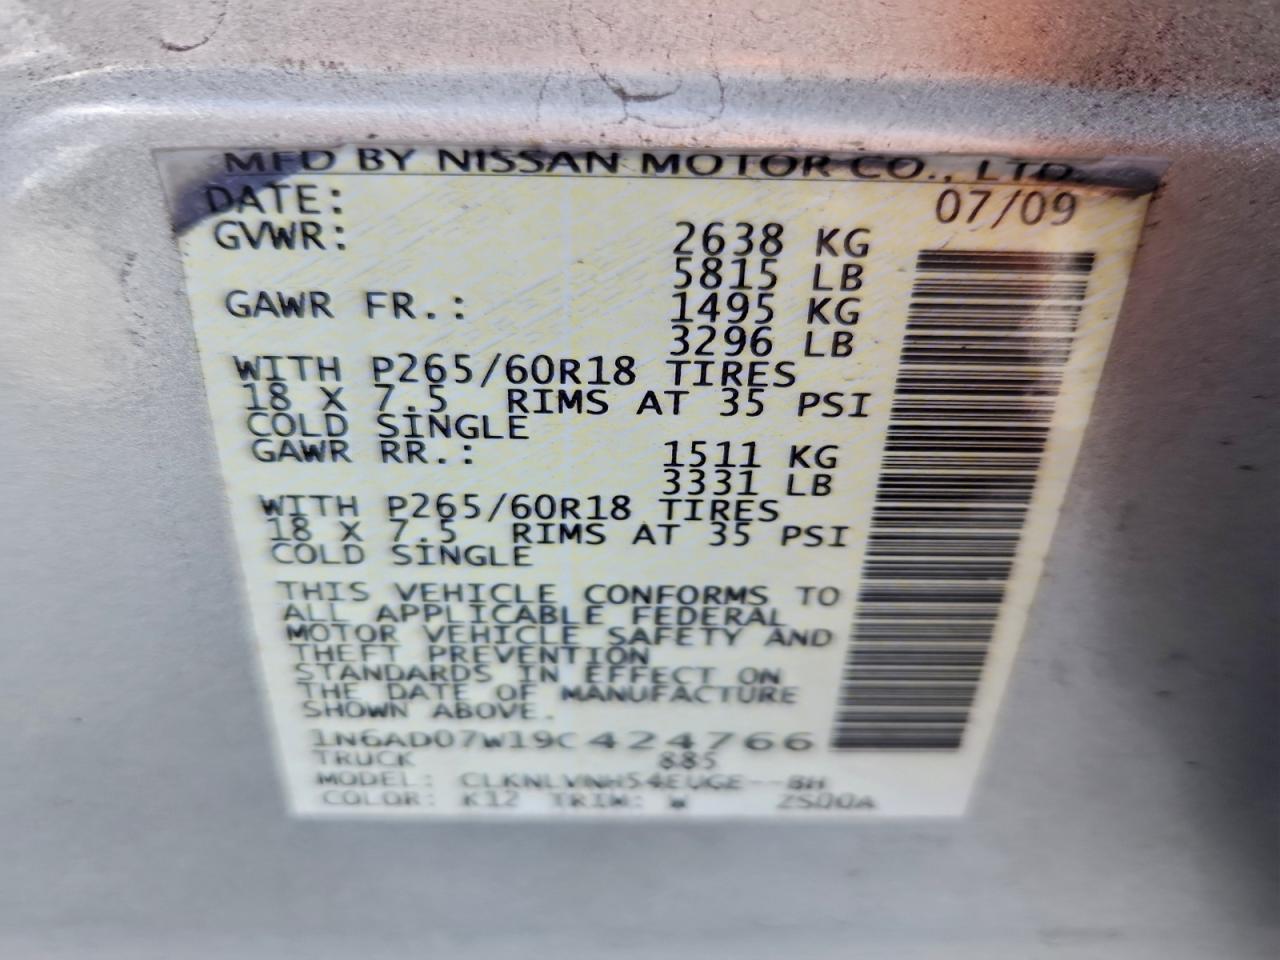 MFD BY NISSAN MOTOR CO., LTD.
DATE: 07/09
GVWR: 2638 KG
5815 LB
GAWR FR.: 1495 KG
3296 LB
WITH P265/60R18 TIRES
18 X 7.5 RIMS AT 35 PSI
COLD SINGLE
GAWR RR.: 1511 KG
3331 LB
WITH P265/60R18 TIRES
18 X 7.5 RIMS AT 35 PSI
COLD SINGLE
THIS VEHICLE CONFORMS TO
ALL APPLICABLE FEDERAL
MOTOR VEHICLE SAFETY AND
THEFT PREVENTION
STANDARDS IN EFFECT ON
THE DATE OF MANUFACTURE
SHOWN ABOVE.
1N6AD07W19C424766
TRUCK 885
MODEL:
COLOR: K12 TRIM: W